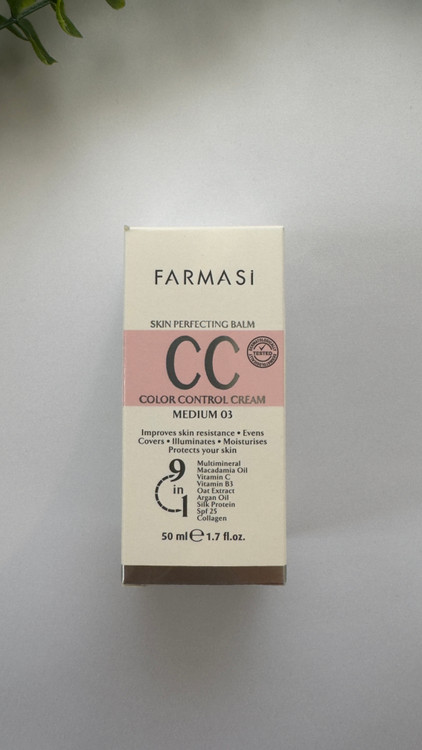 FARMASİ
SKIN PERFECTING BALM
CC
TESTED
COLOR CONTROL CREAM
MEDIUM 03
Improves skin resistance • Evens
Covers • Illuminates • Moisturises
Protects your skin
9 in 1
Multimineral
Macadamia Oil
Vitamin C
Vitamin B3
Oat Extract
Argan Oil
Silk Protein
Spf 25
Collagen
50 ml ℮ 1.7 fl.oz.